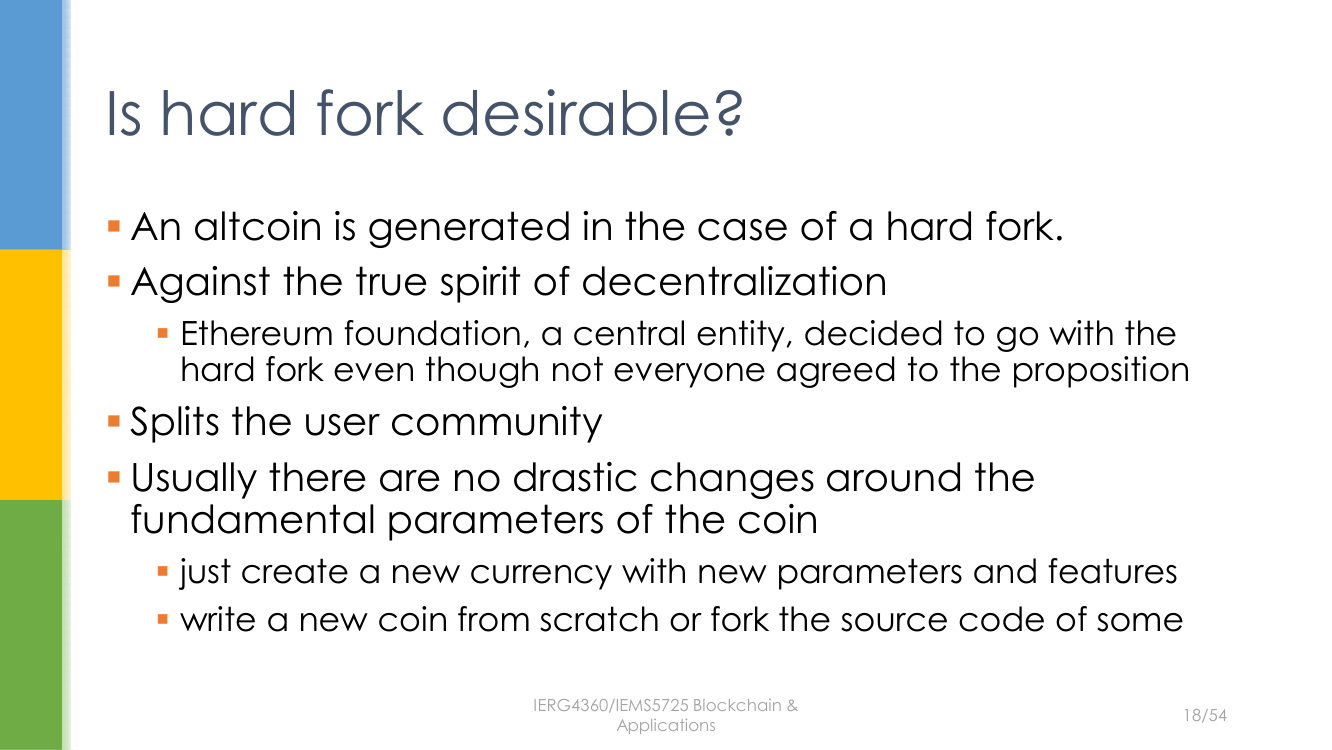 Is hard fork desirable?
An altcoin is generated in the case of a hard fork.
Against the true spirit of decentralization
Ethereum foundation, a central entity, decided to go with the
hard fork even though not everyone agreed to the proposition
Splits the user community
Usually there are no drastic changes around the
fundamental parameters of the coin
just create a new currency with new parameters and features
write a new coin from scratch or fork the source code of some
IERG4360/IEMS5725 Blockchain &
Applications
18/54